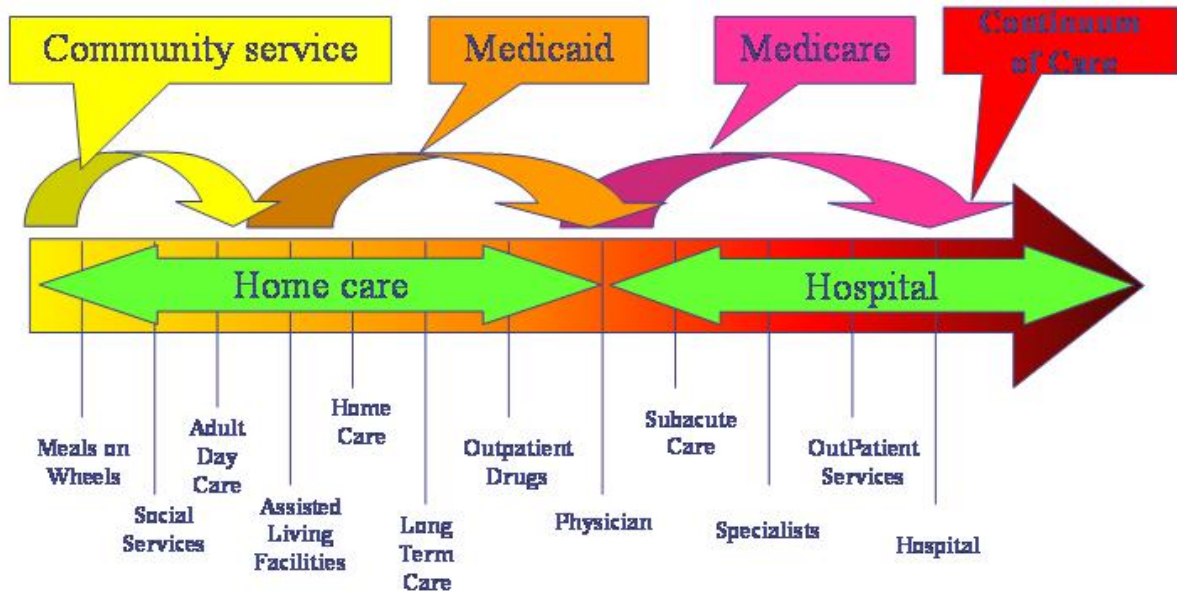 Community service
Medicaid
Medicare
Continuum
of Care
Home care
Hospital
Meals on
Wheels
Social
Services
Adult
Day
Care
Assisted
Living
Facilities
Home
Care
Long
Term
Care
Outpatient
Drugs
Physician
Subacute
Care
Specialists
OutPatient
Services
Hospital